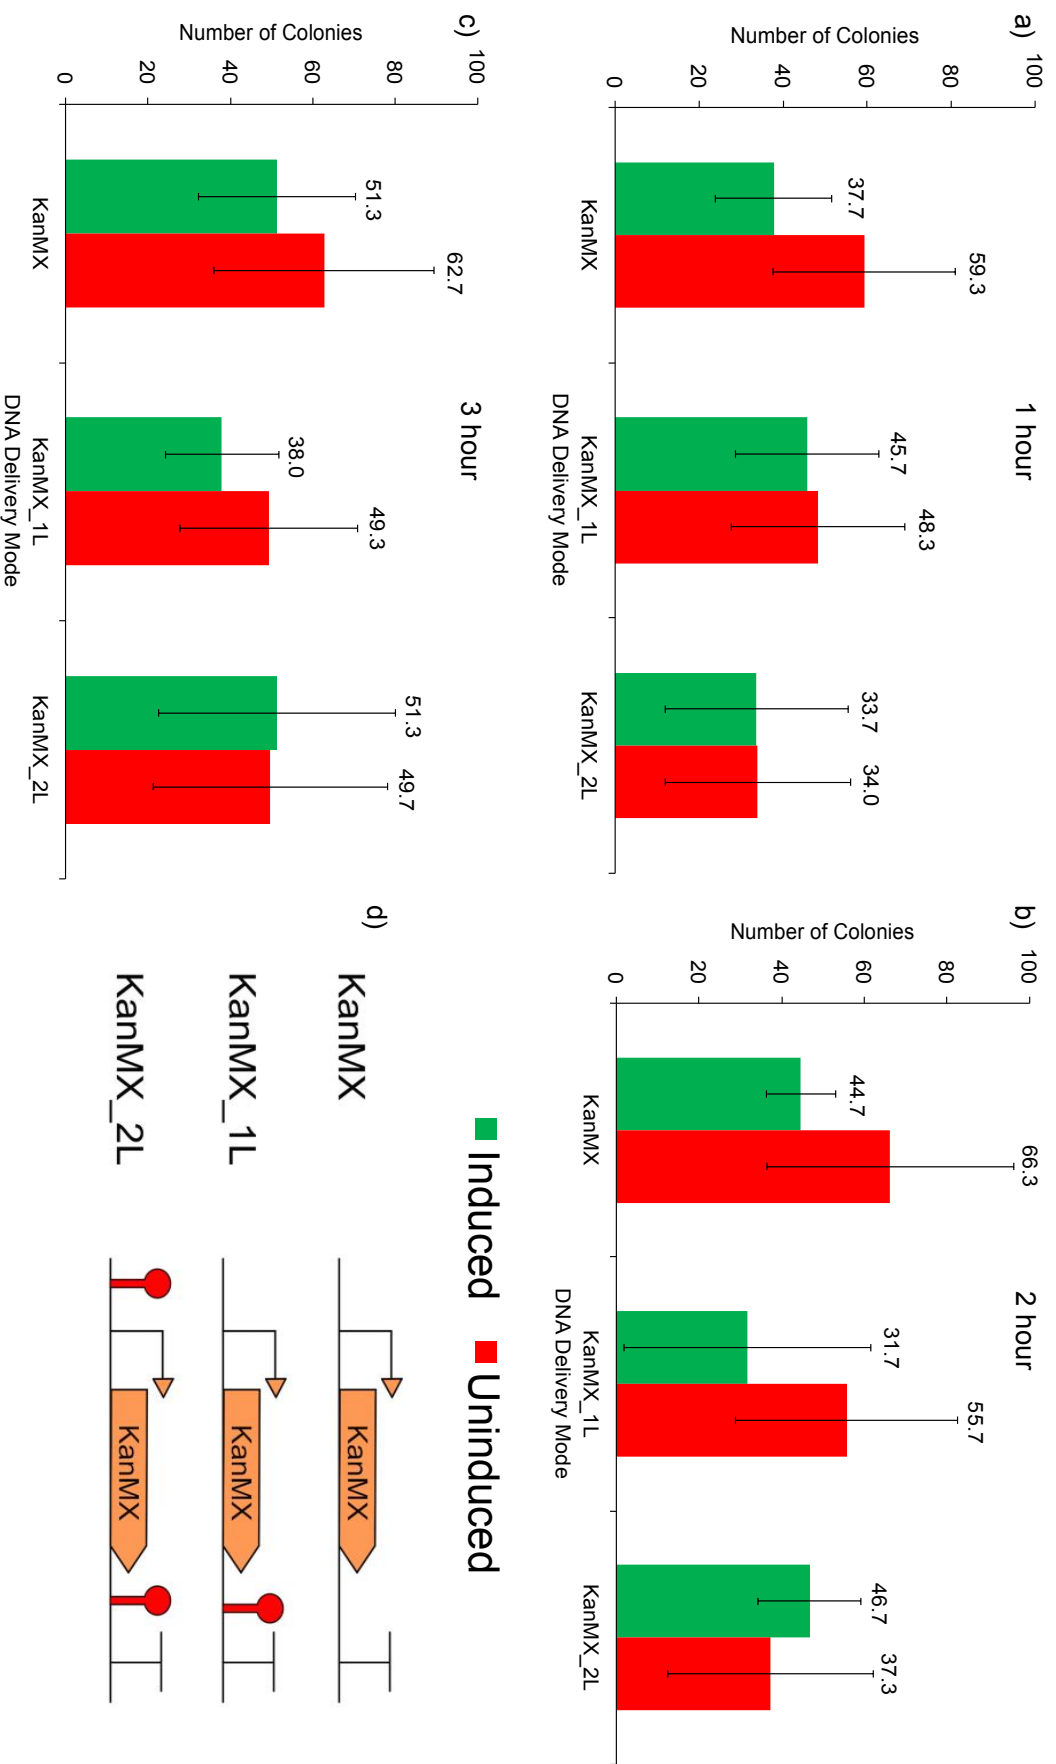 a)
1 hour
Number of Colonies
100
80
60
40
20
0
37.7
59.3
45.7
48.3
33.7
34.0
KanMX
KanMX_1L
KanMX_2L
DNA Delivery Mode
b)
2 hour
Number of Colonies
100
80
60
40
20
0
44.7
66.3
31.7
55.7
46.7
37.3
KanMX
KanMX_1L
KanMX_2L
DNA Delivery Mode
c)
3 hour
Number of Colonies
100
80
60
40
20
0
51.3
62.7
38.0
49.3
51.3
49.7
KanMX
KanMX_1L
KanMX_2L
DNA Delivery Mode
Induced Uninduced
d)
KanMX KanMX
KanMX_1L KanMX
KanMX_2L KanMX